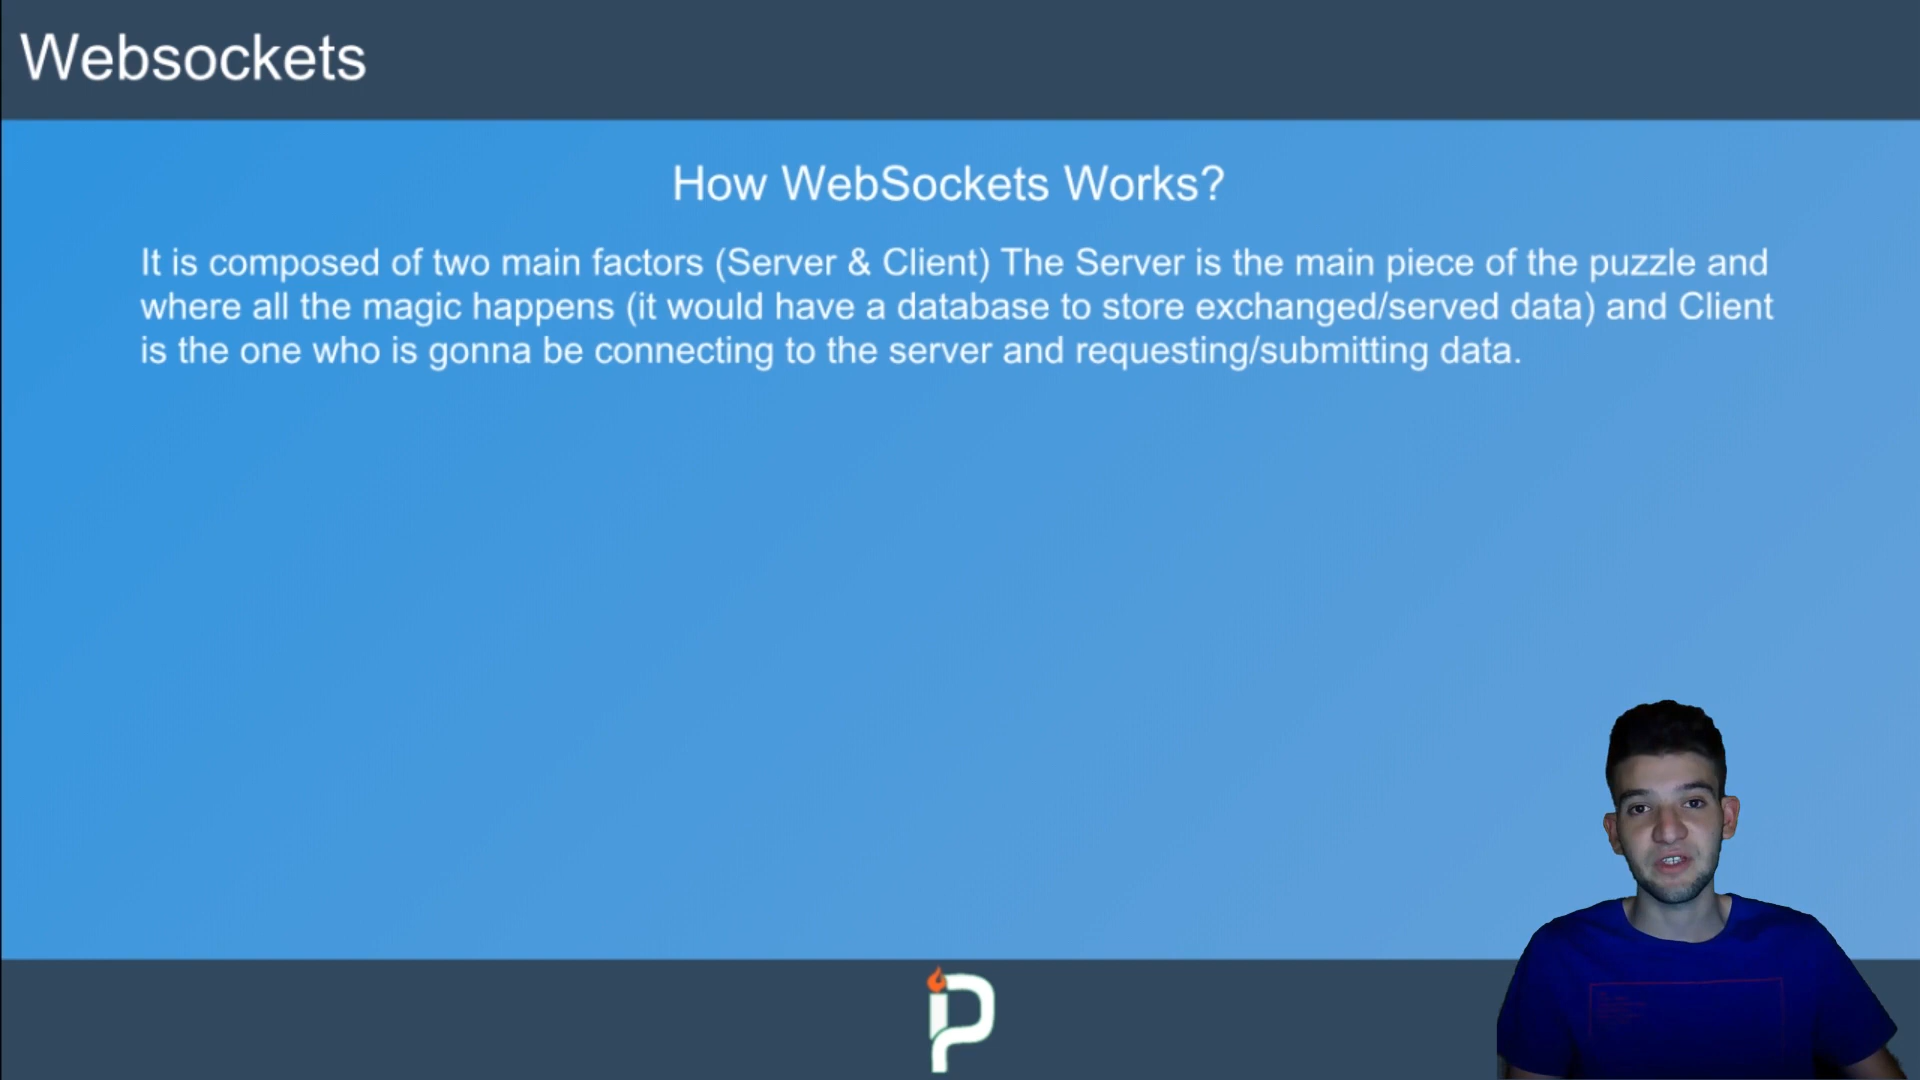 Websockets
How WebSockets Works?
It is composed of two main factors (Server & Client) The Server is the main piece of the puzzle and
where all the magic happens (it would have a database to store exchanged/served data) and Client
is the one who is gonna be connecting to the server and requesting/submitting data.